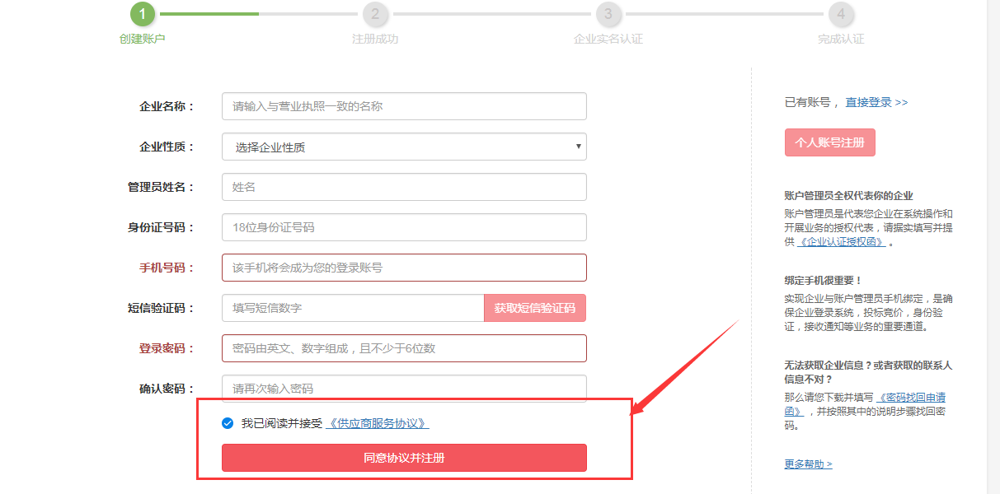 1 2 3 4
创建账户 注册成功 企业实名认证 完成认证
企业名称： 请输入与营业执照一致的名称
企业性质： 选择企业性质
管理员姓名： 姓名
身份证号码： 18位身份证号码
手机号码： 该手机将会成为您的登录账号
短信验证码： 填写短信数字 获取短信验证码
登录密码： 密码由英文、数字组成，且不少于6位数
确认密码： 请再次输入密码
我已阅读并接受 《供应商服务协议》
同意协议并注册
已有账号， 直接登录 >>
个人账号注册
账户管理员全权代表你的企业
账户管理员是代表您企业在系统操作和
开展业务的授权代表，请据实填写并提
供 《企业认证授权函》 。
绑定手机很重要！
实现企业与账户管理员手机绑定，是确
保企业登录系统，投标竞价，身份验
证，接收通知等业务的重要通道。
无法获取企业信息？或者获取的联系人
信息不对？
那么请您下载并填写 《密码找回申请
函》 ，并按照其中的说明步骤找回密
码。
更多帮助 >